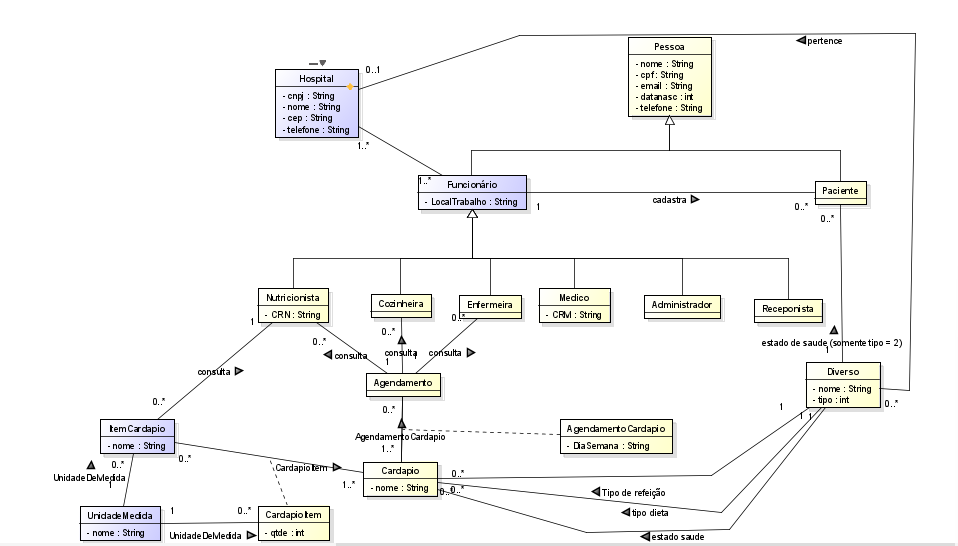 pertence
Pessoa
- nome : String
- cpf : String
- email : String
- datanasc : int
- telefone : String
0..1
Hospital
- cnpj : String
- nome : String
- cep : String
- telefone : String
1..*
1..*
Funcionário
- LocalTrabalho : String
1
cadastra
0..*
Paciente
0..*
Nutricionista
- CRN : String
Cozinheira
Enfermeira
Medico
- CRM : String
Administrador
Receponista
1
0..*
0..*
0..*
consulta
consulta
consulta
1
estado de saude (somente tipo = 2)
1
consulta
Agendamento
Diverso
- nome : String
- tipo : int
0..*
0..*
0..*
1
1
1
ItemCardapio
- nome : String
AgendamentoCardapio
1..*
AgendamentoCardapio
- DiaSemana : String
0..*
0..*
UnidadeDeMedida
1
CardapioItem
1..*
Cardapio
- nome : String
0..*
0..*
0..*
Tipo de refeição
tipo dieta
estado saude
UnidadeMedida
- nome : String
1
0..*
UnidadeDeMedida
CardapioItem
- qtde : int